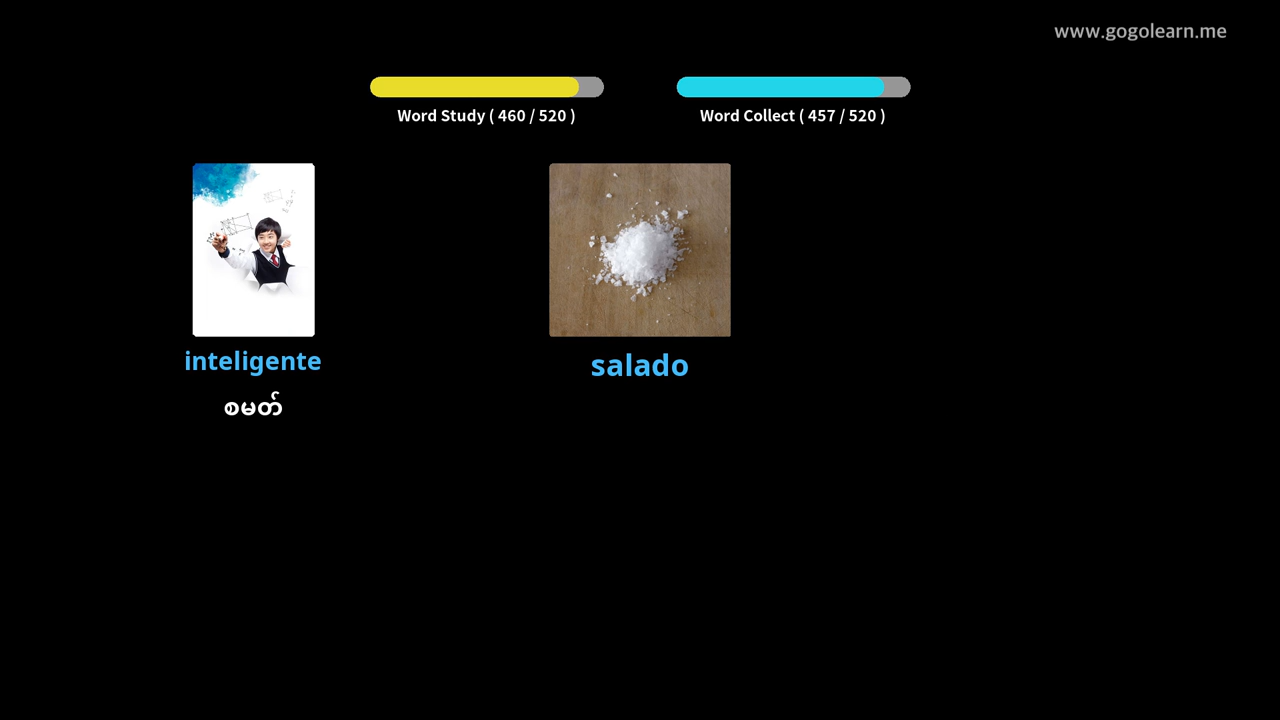 www.gogolearn.me
Word Study ( 460 / 520 )
Word Collect ( 457 / 520 )
inteligente
စမတ်
salado